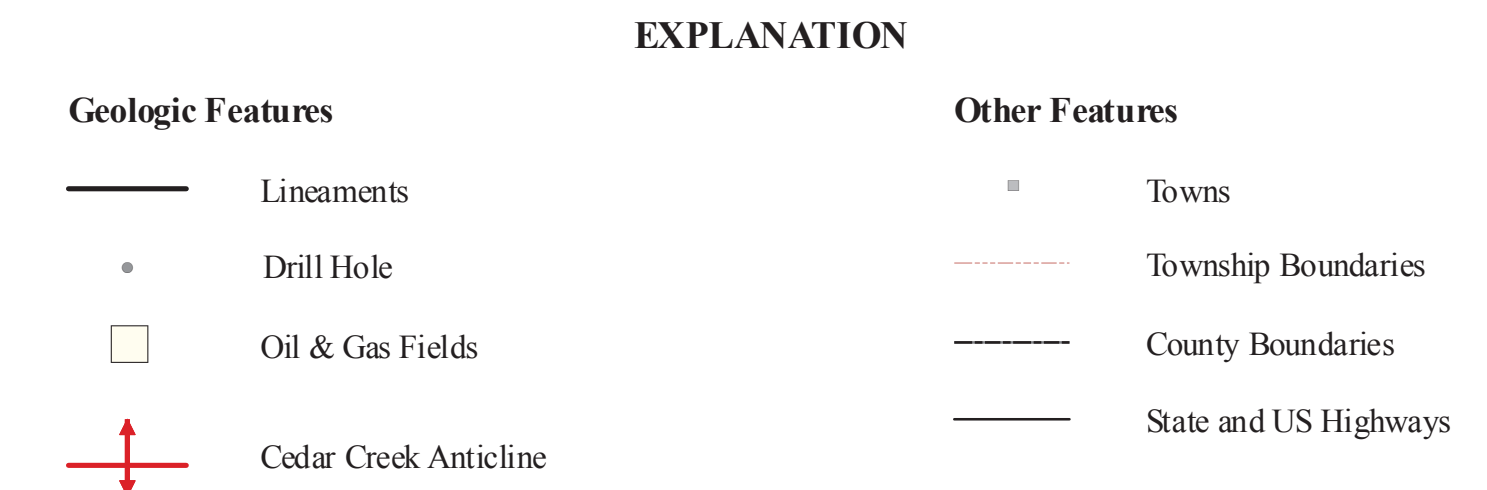 EXPLANATION
Geologic Features
Lineaments
Drill Hole
Oil & Gas Fields
Cedar Creek Anticline
Other Features
Towns
Township Boundaries
County Boundaries
State and US Highways